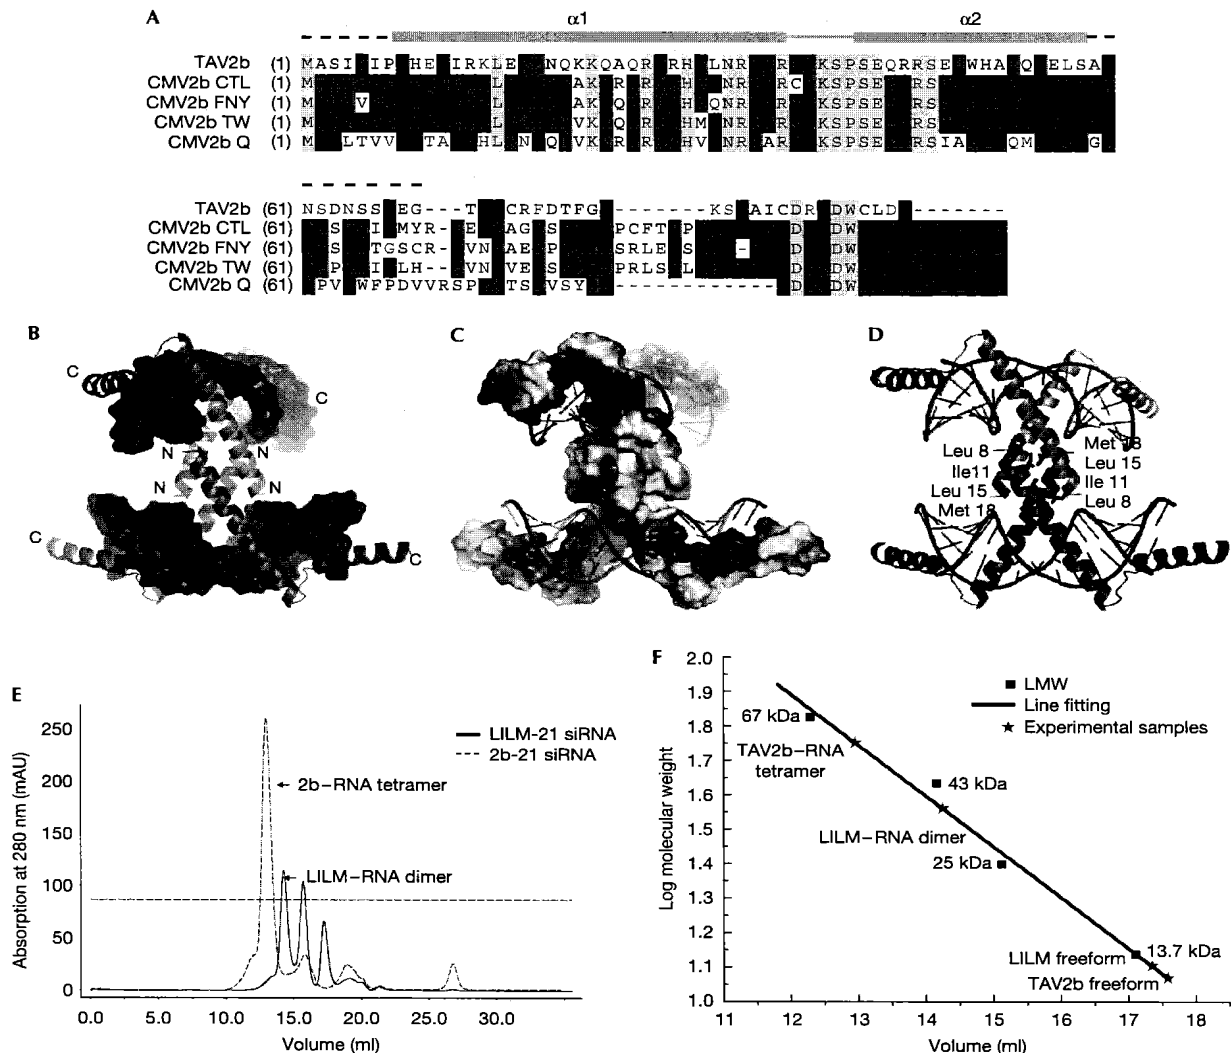 A
α1 α2
TAV2b (1) MASI IP HE IRKLE NQKKQAQR RH LNR R KSPSEQRRSE WHA Q ELSA
CMV2b CTL (1) M L AK R R H NR RC KSPSE RS
CMV2b FNY (1) M V L AK Q R H QNR R KSPSE RS
CMV2b TW (1) M L VK Q R HM NR R KSPSE RS
CMV2b Q (1) M LTVV TA HL N Q VK R R HV NR AR KSPSE RSIA QM G
TAV2b (61) NSDNSS EG---T CRFDTFG --------KS AICDR DWCLD -------
CMV2b CTL (61) S I MYR- E AG S PCFT P D DW
CMV2b FNY (61) S TGSCR- VN AE P SRLE S - D DW
CMV2b TW (61) P I LH-- VN VE S PRLS L D DW
CMV2b Q (61) PV WFPDVVRSP TS VSY ------------ D DW
B C D
C C
N N
N N
C C
Leu 8 Met 18
Ile11 Leu 15
Leu 15 Ile 11
Met 18 Leu 8
E
Absorption at 280 nm (mAU)
250
200
150
100
50
0
LILM-21 siRNA
2b-21 siRNA
2b–RNA tetramer
LILM–RNA dimer
0.0 5.0 10.0 15.0 20.0 25.0 30.0
Volume (ml)
F
Log molecular weight
2.0
1.9
1.8
1.7
1.6
1.5
1.4
1.3
1.2
1.1
1.0
LMW
Line fitting
Experimental samples
67 kDa
TAV2b–RNA
tetramer
43 kDa
LILM–RNA dimer
25 kDa
13.7 kDa
LILM freeform
TAV2b freeform
11 12 13 14 15 16 17 18
Volume (ml)